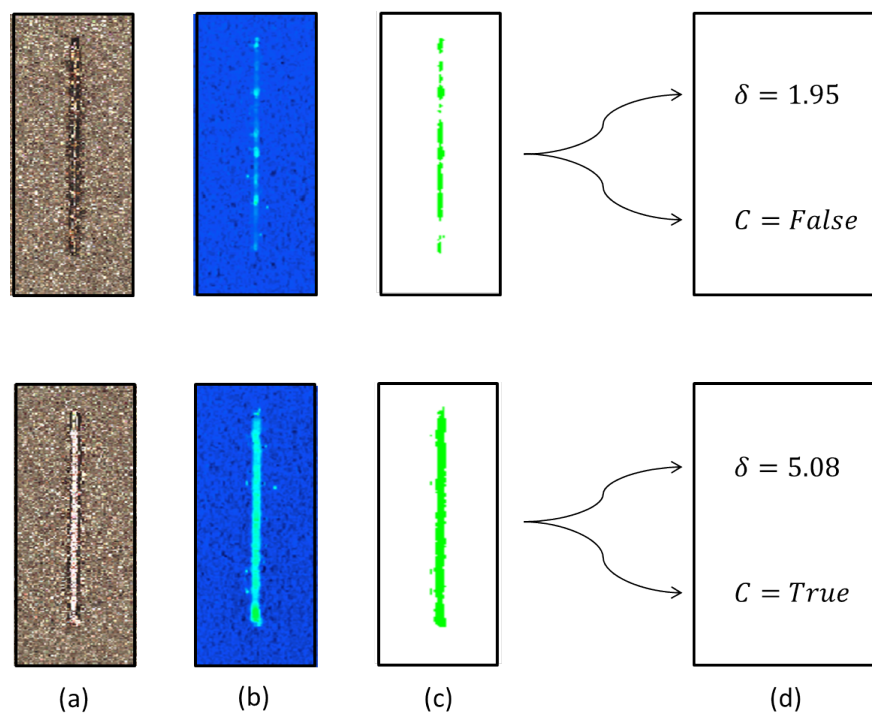 δ = 1.95
C = False
δ = 5.08
C = True
(a) (b) (c) (d)